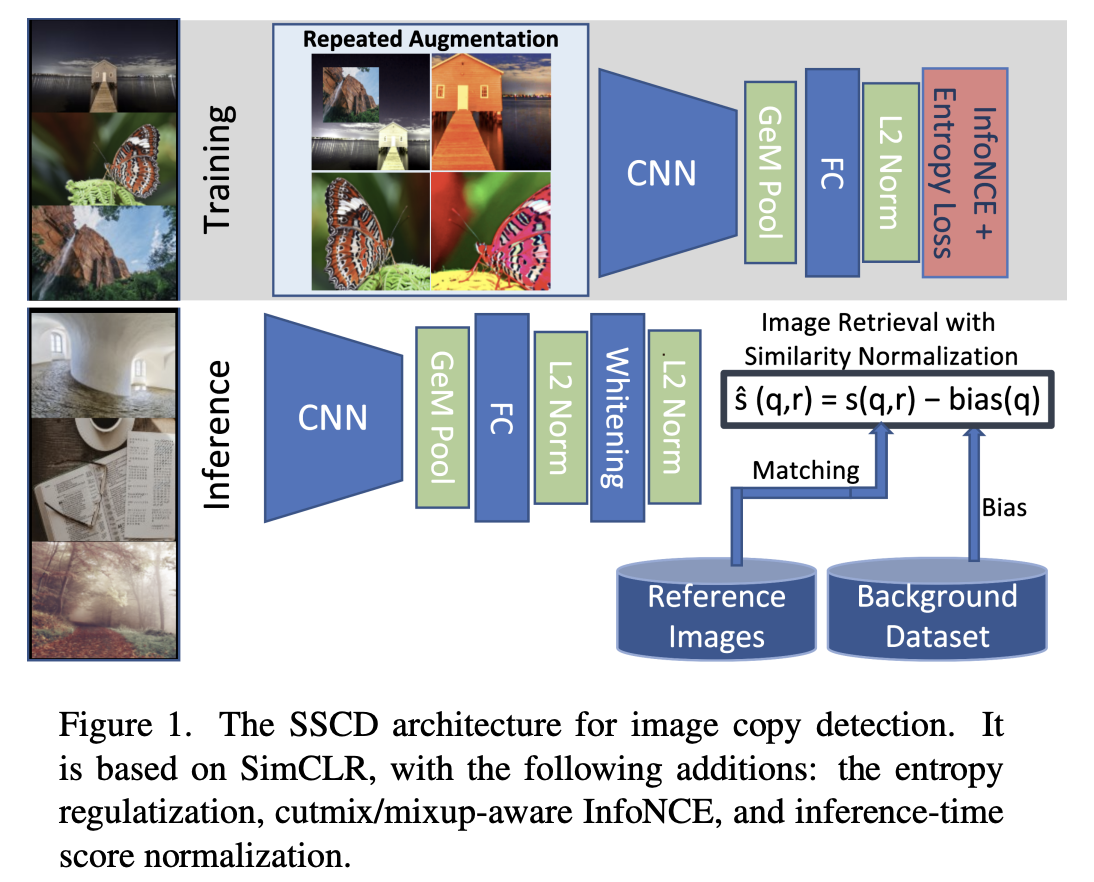 Repeated Augmentation
Training
CNN
GeM Pool
FC
L2 Norm
InfoNCE +
Entropy Loss
Inference
CNN
GeM Pool
FC
L2 Norm
Whitening
L2 Norm
Image Retrieval with
Similarity Normalization
ŝ (q,r) = s(q,r) − bias(q)
Matching
Bias
Reference
Images
Background
Dataset
Figure 1. The SSCD architecture for image copy detection. It
is based on SimCLR, with the following additions: the entropy
regulatization, cutmix/mixup-aware InfoNCE, and inference-time
score normalization.